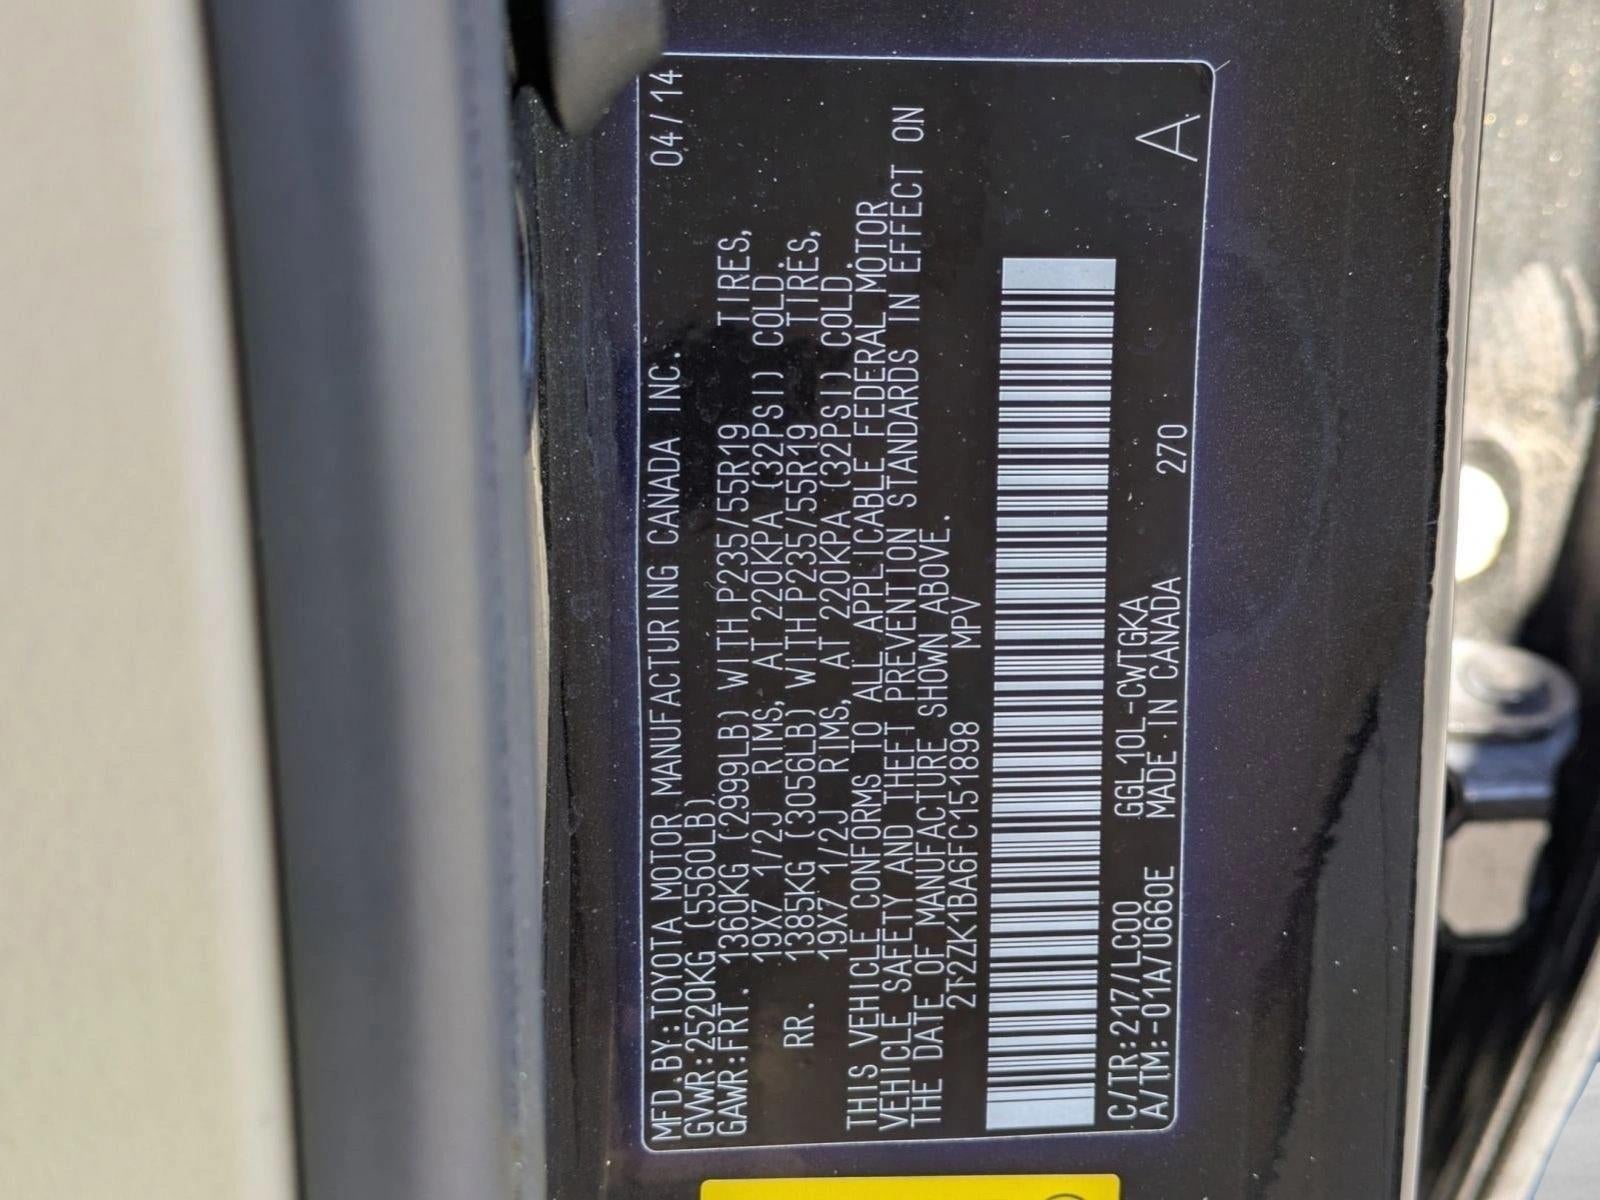 MFD.BY:TOYOTA MOTOR MANUFACTURING CANADA INC. 04/14
GVWR:2520KG (5560LB)
GAWR:FRT. 1360KG (2999LB) WITH P235/55R19 TIRES,
19X7 1/2J RIMS, AT 220KPA (32PSI) COLD.
RR. 1385KG (3056LB) WITH P235/55R19 TIRES,
19X7 1/2J RIMS, AT 220KPA (32PSI) COLD.
THIS VEHICLE CONFORMS TO ALL APPLICABLE FEDERAL MOTOR
VEHICLE SAFETY AND THEFT PREVENTION STANDARDS IN EFFECT ON
THE DATE OF MANUFACTURE SHOWN ABOVE.
2T2ZK1BA6FC151898 MPV
C/TR:217/LC00 GGL10L-CWTGKA
A/TM:-01A/U660E MADE IN CANADA 270 A